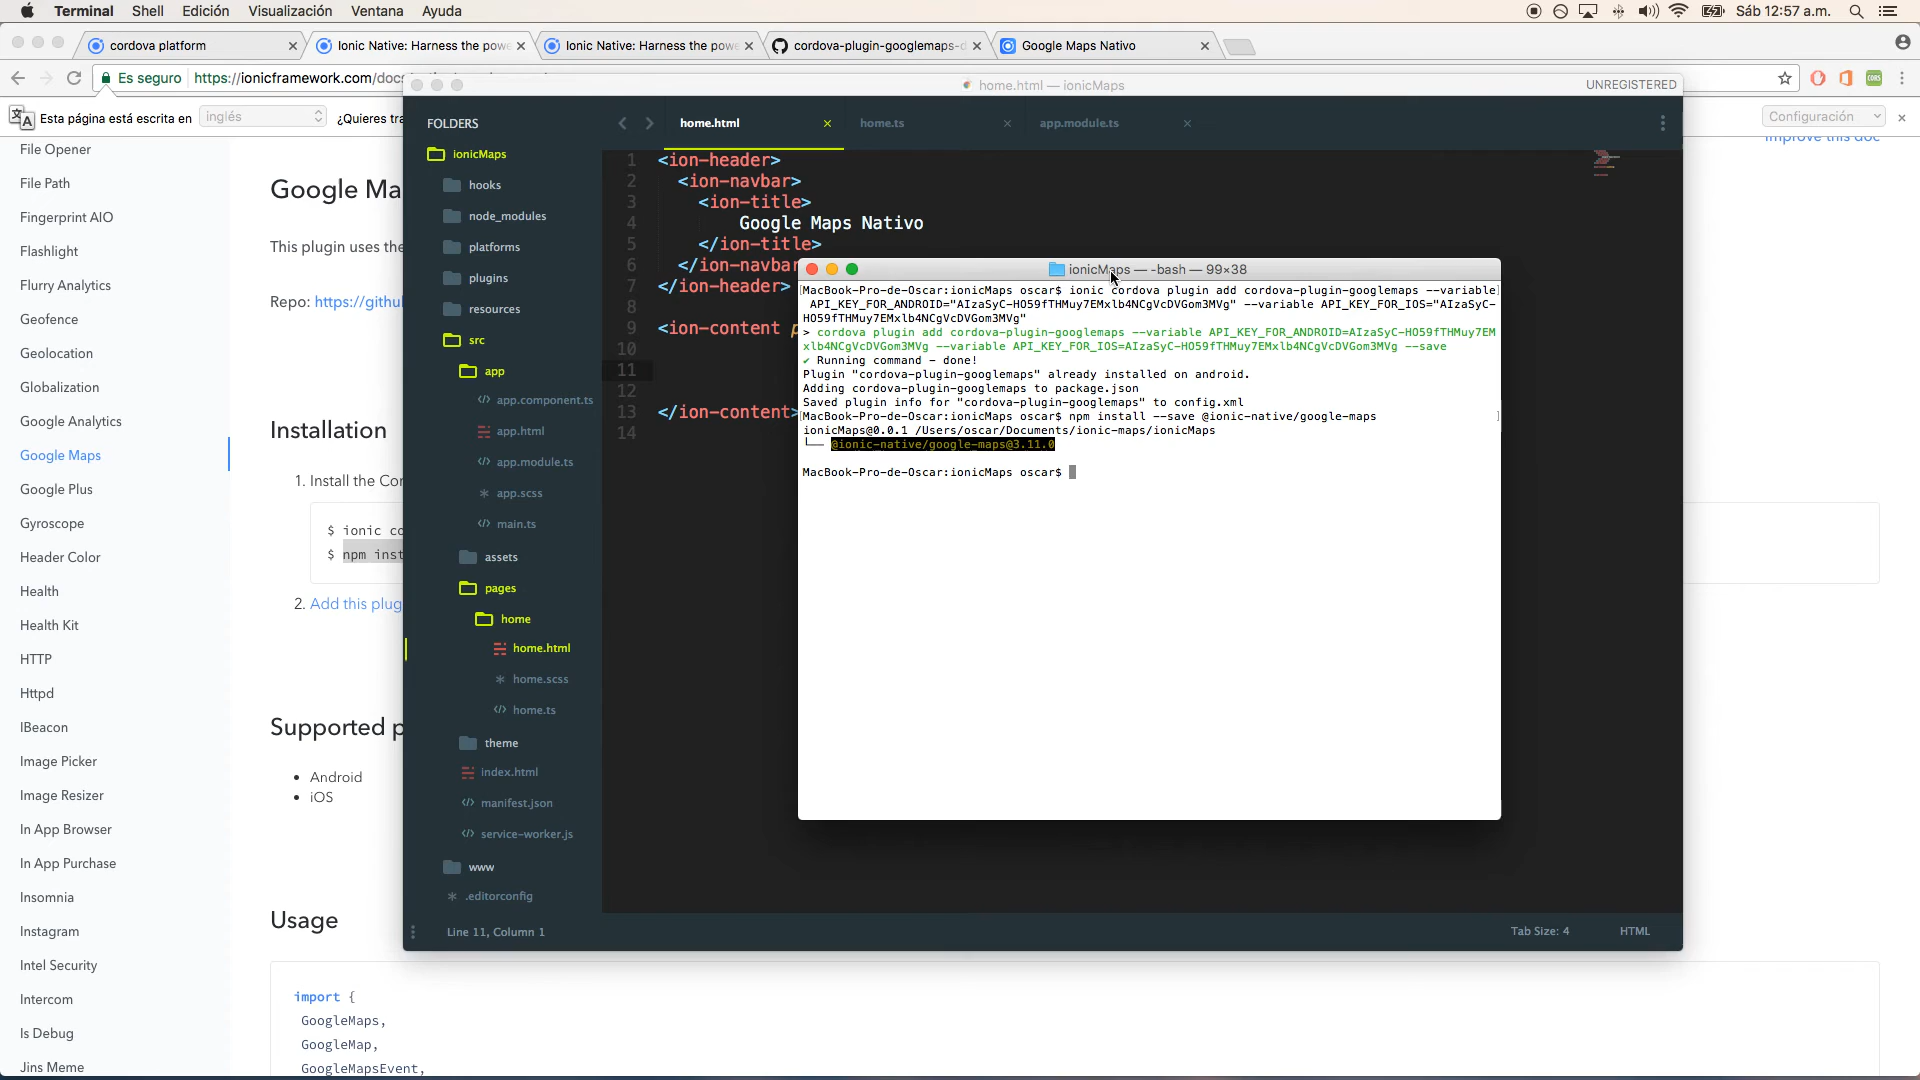 Terminal Shell Edición Visualización Ventana Ayuda
Sáb 12:57 a.m.
cordova platform
Ionic Native: Harness the powe
Ionic Native: Harness the powe
cordova-plugin-googlemaps-d
Google Maps Nativo
Es seguro https://ionicframework.com/docs
Esta página está escrita en inglés ¿Quieres tra
Configuración
Improve this doc
File Opener
File Path
Fingerprint AIO
Flashlight
Flurry Analytics
Geofence
Geolocation
Globalization
Google Analytics
Google Maps
Google Plus
Gyroscope
Header Color
Health
Health Kit
HTTP
Httpd
IBeacon
Image Picker
Image Resizer
In App Browser
In App Purchase
Insomnia
Instagram
Intel Security
Intercom
Is Debug
Jins Meme
Google Ma
This plugin uses the
Repo: https://githu
Installation
1. Install the Cor
$ ionic co
$ npm inst
2. Add this plug
Supported p
Android
iOS
Usage
import {
GoogleMaps,
GoogleMap,
GoogleMapsEvent,
home.html — ionicMaps
UNREGISTERED
FOLDERS
ionicMaps
hooks
node_modules
platforms
plugins
resources
src
app
app.component.ts
app.html
app.module.ts
app.scss
main.ts
assets
pages
home
home.html
home.scss
home.ts
theme
index.html
manifest.json
service-worker.js
www
.editorconfig
home.html
home.ts
app.module.ts
1 <ion-header>
2 <ion-navbar>
3 <ion-title>
4 Google Maps Nativo
5 </ion-title>
6 </ion-navbar
7 </ion-header>
8
9 <ion-content p
10
11
12
13 </ion-content>
14
Line 11, Column 1
Tab Size: 4
HTML
ionicMaps — -bash — 99×38
[MacBook-Pro-de-Oscar:ionicMaps oscar$ ionic cordova plugin add cordova-plugin-googlemaps --variable]
API_KEY_FOR_ANDROID="AIzaSyC-HO59fTHMuy7EMxlb4NCgVcDVGom3MVg" --variable API_KEY_FOR_IOS="AIzaSyC-
HO59fTHMuy7EMxlb4NCgVcDVGom3MVg"
> cordova plugin add cordova-plugin-googlemaps --variable API_KEY_FOR_ANDROID=AIzaSyC-HO59fTHMuy7EM
xlb4NCgVcDVGom3MVg --variable API_KEY_FOR_IOS=AIzaSyC-HO59fTHMuy7EMxlb4NCgVcDVGom3MVg --save
✔ Running command - done!
Plugin "cordova-plugin-googlemaps" already installed on android.
Adding cordova-plugin-googlemaps to package.json
Saved plugin info for "cordova-plugin-googlemaps" to config.xml
[MacBook-Pro-de-Oscar:ionicMaps oscar$ npm install --save @ionic-native/google-maps ]
ionicMaps@0.0.1 /Users/oscar/Documents/ionic-maps/ionicMaps
└── @ionic-native/google-maps@3.11.0
MacBook-Pro-de-Oscar:ionicMaps oscar$